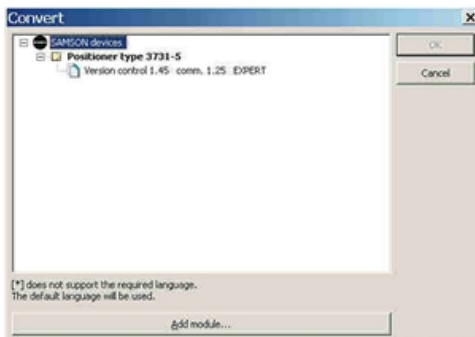 Convert
SAMSON devices
Positioner type 3731-5
Version control 1.45 comm. 1.25 EXPERT
OK
Cancel
[*] does not support the required language.
The default language will be used.
Add module...